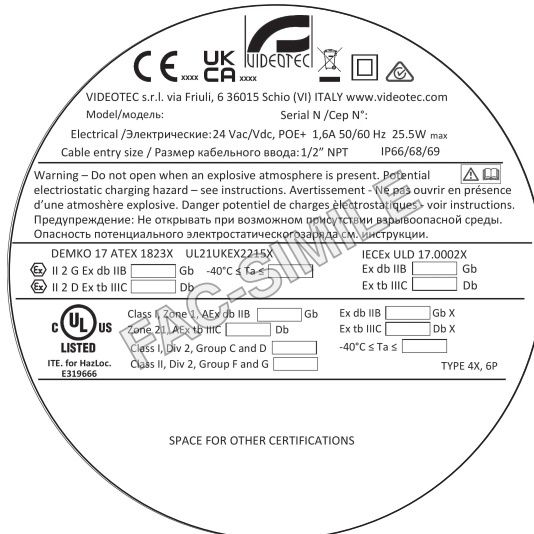 CE xxxx UK CA xxxx VIDEOTEC
VIDEOTEC s.r.l. via Friuli, 6 36015 Schio (VI) ITALY www.videotec.com
Model/модель: Serial N /Сер N°:
Electrical /Электрические:24 Vac/Vdc, POE+ 1,6A 50/60 Hz 25.5W max
Cable entry size / Размер кабельного ввода:1/2” NPT IP66/68/69
Warning – Do not open when an explosive atmosphere is present. Potential
electriostatic charging hazard – see instructions. Avertissement - Ne pas ouvrir en présence
d’une atmoshère explosive. Danger potentiel de charges èlectrostatiques - voir instructions.
Предупреждение: Не открывать при возможном присутствии взрывоопасной среды.
Опасность потенциального электростатическогозаряда см. инструкции.
DEMKO 17 ATEX 1823X UL21UKEX2215X IECEx ULD 17.0002X
Ex II 2 G Ex db IIB Gb -40°C ≤ Ta ≤ Ex db IIB Gb
Ex II 2 D Ex tb IIIC Db Ex tb IIIC Db
Class I, Zone 1, AEx db IIB Gb Ex db IIB Gb X
Zone 21, AEx tb IIIC Db Ex tb IIIC Db X
Class I, Div 2, Group C and D -40°C ≤ Ta ≤
Class II, Div 2, Group F and G TYPE 4X, 6P
c UL US
LISTED
ITE. for HazLoc.
E319666
FAC-SIMILE
SPACE FOR OTHER CERTIFICATIONS